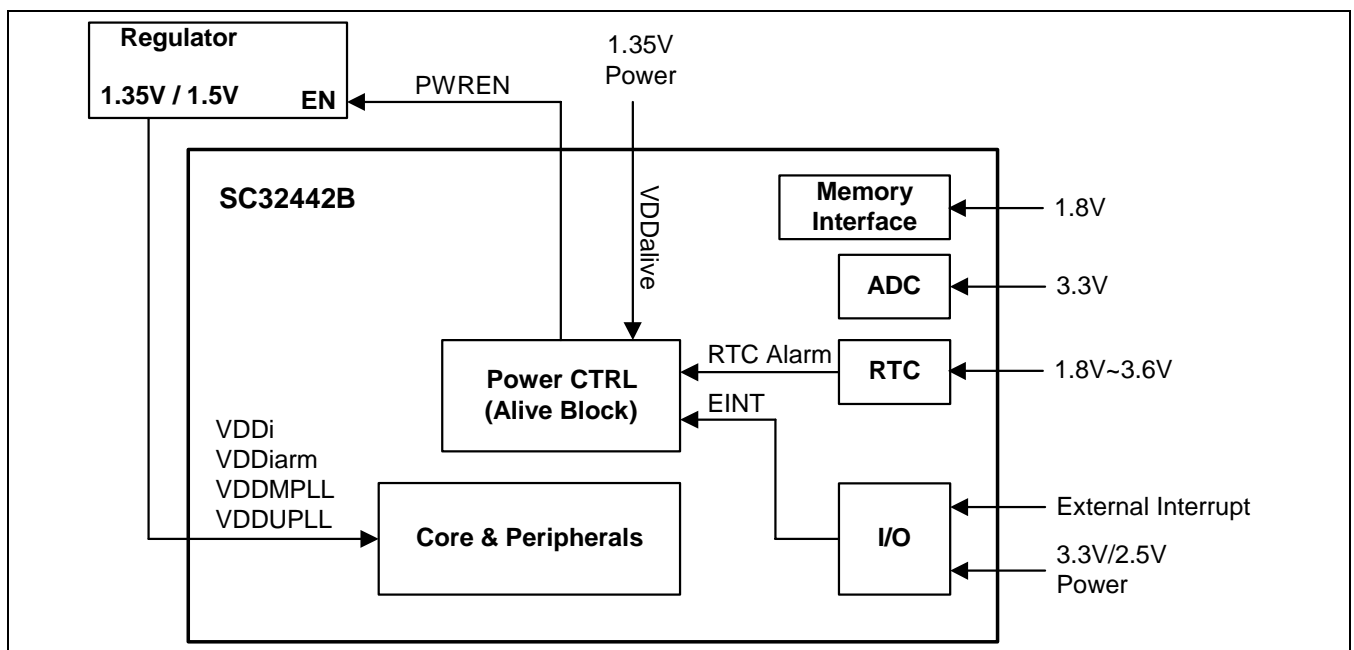 Regulator
1.35V / 1.5V
EN
PWREN
1.35V
Power
SC32442B
VDDalive
Memory
Interface
1.8V
ADC
3.3V
RTC Alarm
RTC
1.8V~3.6V
Power CTRL
(Alive Block)
EINT
VDDi
VDDiarm
VDDMPLL
VDDUPLL
Core & Peripherals
I/O
External Interrupt
3.3V/2.5V
Power